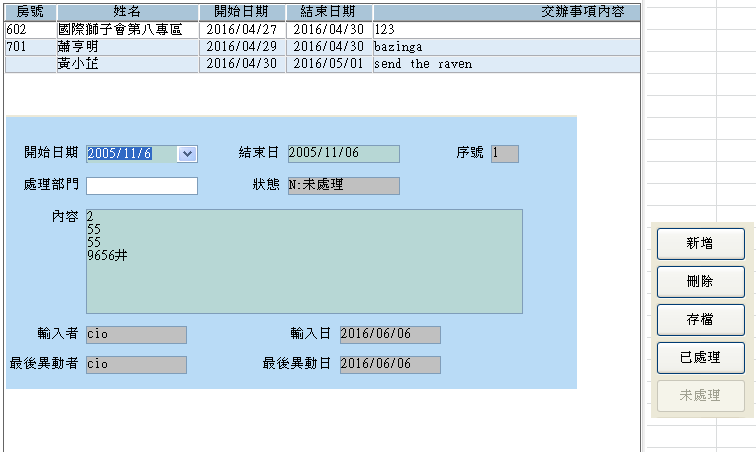 房號 姓名 開始日期 結束日期 交辦事項內容
602 國際獅子會第八專區 2016/04/27 2016/04/30 123
701 蕭亨明 2016/04/29 2016/04/30 bazinga
黃小芷 2016/04/30 2016/05/01 send the raven
開始日期 2005/11/6 結束日 2005/11/06 序號 1
處理部門 狀態 N:未處理
內容 2
55
55
9656井
輸入者 cio 輸入日 2016/06/06
最後異動者 cio 最後異動日 2016/06/06
新增
刪除
存檔
已處理
未處理